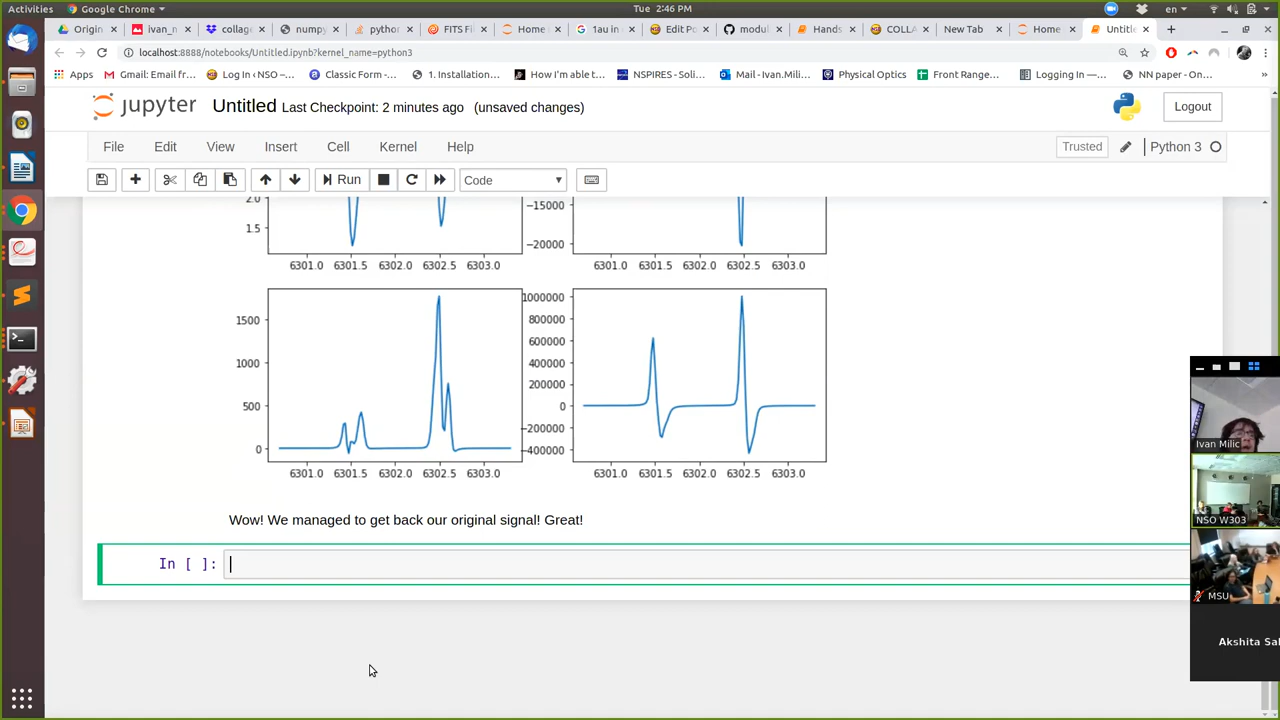 Activities Google Chrome Tue 2:46 PM en
Origin ivan_n collage numpy python FITS Fi Home 1au in Edit Po modul Hands COLLA New Tab Home Untitle
localhost:8888/notebooks/Untitled.ipynb?kernel_name=python3
Apps Gmail: Email fr... Log In ‹ NSO –... Classic Form -... 1. Installation... How I'm able t... NSPIRES - Soli... Mail - Ivan.Mili... Physical Optics Front Range... Logging In —... NN paper - On... »
jupyter Untitled Last Checkpoint: 2 minutes ago (unsaved changes) Logout
File Edit View Insert Cell Kernel Help Trusted Python 3
Run Code
2.0 −15000
1.5 −20000
6301.0 6301.5 6302.0 6302.5 6303.0 6301.0 6301.5 6302.0 6302.5 6303.0
1500 1000 500 0
1000000 800000 600000 400000 200000 0 −200000 −400000
6301.0 6301.5 6302.0 6302.5 6303.0 6301.0 6301.5 6302.0 6302.5 6303.0
Wow! We managed to get back our original signal! Great!
In [ ]:
Ivan Milic
NSO W303
MSU
Akshita Sal